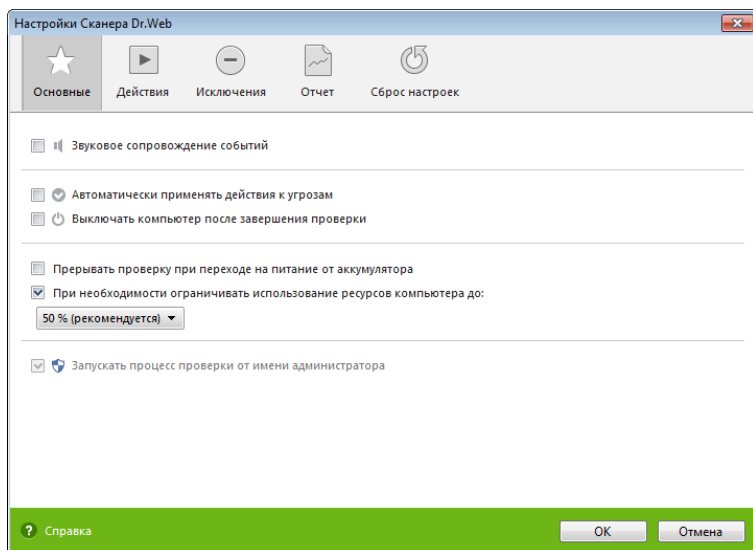 Настройки Сканера Dr.Web
Основные Действия Исключения Отчет Сброс настроек
Звуковое сопровождение событий
Автоматически применять действия к угрозам
Выключать компьютер после завершения проверки
Прерывать проверку при переходе на питание от аккумулятора
При необходимости ограничивать использование ресурсов компьютера до:
50 % (рекомендуется)
Запускать процесс проверки от имени администратора
? Справка OK Отмена